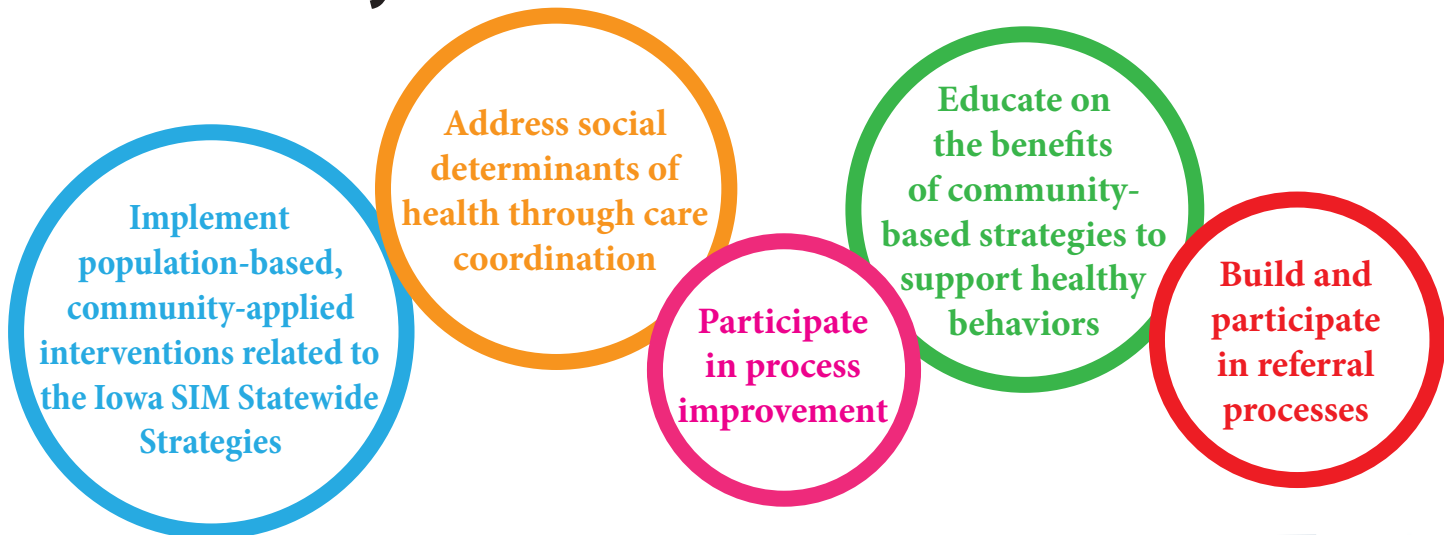 Implement
population-based,
community-applied
interventions related to
the Iowa SIM Statewide
Strategies
Address social
determinants of
health through care
coordination
Participate
in process
improvement
Educate on
the benefits
of community-
based strategies to
support healthy
behaviors
Build and
participate
in referral
processes